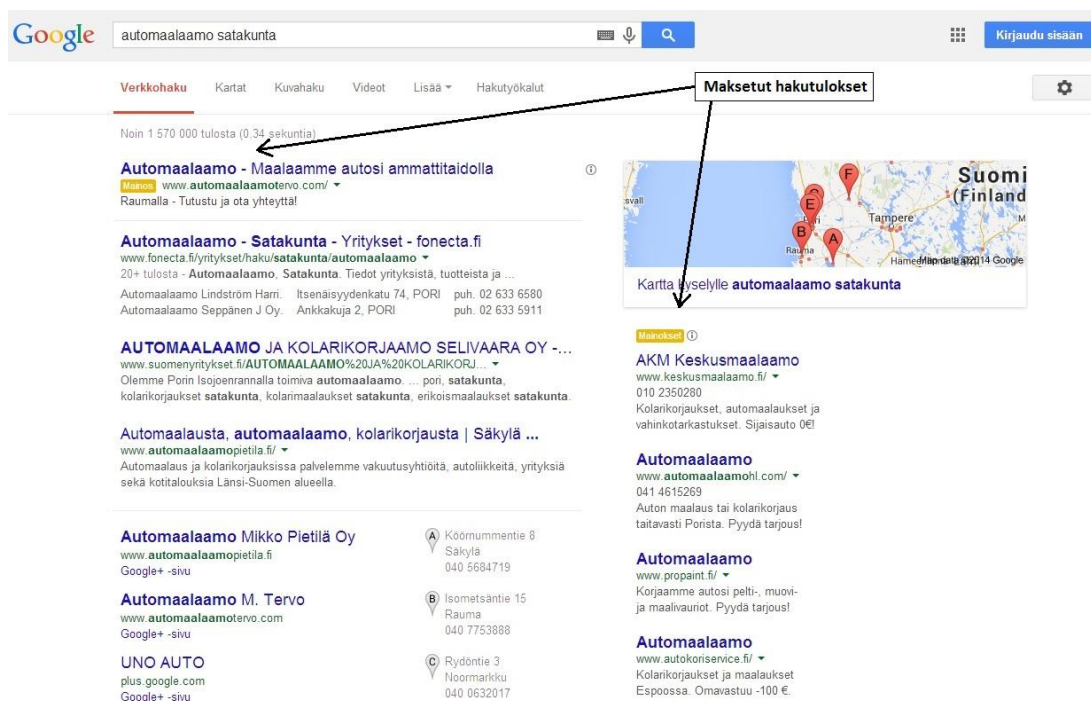 Google
automaalaamo satakunta
Kirjaudu sisään
Verkkohaku Kartat Kuvahaku Videot Lisää Hakutyökalut
Maksetut hakutulokset
Noin 1 570 000 tulosta (0,34 sekuntia)
Automaalaamo - Maalaamme autosi ammattitaidolla
Mainos www.automaalaamotervo.com/
Raumalla - Tutustu ja ota yhteyttä!
Automaalaamo - Satakunta - Yritykset - fonecta.fi
www.fonecta.fi/yritykset/haku/satakunta/automaalaamo
20+ tulosta - Automaalaamo, Satakunta. Tiedot yrityksistä, tuotteista ja ...
Automaalaamo Lindström Harri. Itsenäisyydenkatu 74, PORI puh. 02 633 6580
Automaalaamo Seppänen J Oy. Ankkakuja 2, PORI puh. 02 633 5911
AUTOMAALAAMO JA KOLARIKORJAAMO SELIVAARA OY -...
www.suomenyritykset.fi/AUTOMAALAAMO%20JA%20KOLARIKORJ...
Olemme Porin Isojoenrannalla toimiva automaalaamo. ... pori, satakunta,
kolarikorjaukset satakunta, kolarimaalaukset satakunta, erikoismaalaukset satakunta.
Automaalausta, automaalaamo, kolarikorjausta | Säkylä ...
www.automaalaamopietila.fi/
Automaalaus ja kolarikorjauksissa palvelemme vakuutusyhtiöitä, autoliikkeitä, yrityksiä
sekä kotitalouksia Länsi-Suomen alueella.
Automaalaamo Mikko Pietilä Oy
www.automaalaamopietila.fi
Google+ -sivu
A Köörnummentie 8
Säkylä
040 5684719
Automaalaamo M. Tervo
www.automaalaamotervo.com
Google+ -sivu
B Isometsäntie 15
Rauma
040 7753888
UNO AUTO
plus.google.com
Google+ -sivu
C Rydöntie 3
Noormarkku
040 0632017
F
Suomi
(Finland
svall
E
Tampere
B
Rauma
A
Map data ©2014 Google
Kartta kyselylle automaalaamo satakunta
Mainokset
AKM Keskusmaalaamo
www.keskusmaalaamo.fi/
010 2350280
Kolarikorjaukset, automaalaukset ja
vahinkotarkastukset. Sijaisauto 0€!
Automaalaamo
www.automaalaamohl.com/
041 4615269
Auton maalaus tai kolarikorjaus
taitavasti Porista. Pyydä tarjous!
Automaalaamo
www.propaint.fi/
Korjaamme autosi pelti-, muovi-
ja maalivauriot. Pyydä tarjous!
Automaalaamo
www.autokoriservice.fi/
Kolarikorjaukset ja maalaukset
Espoossa. Omavastuu -100 €.